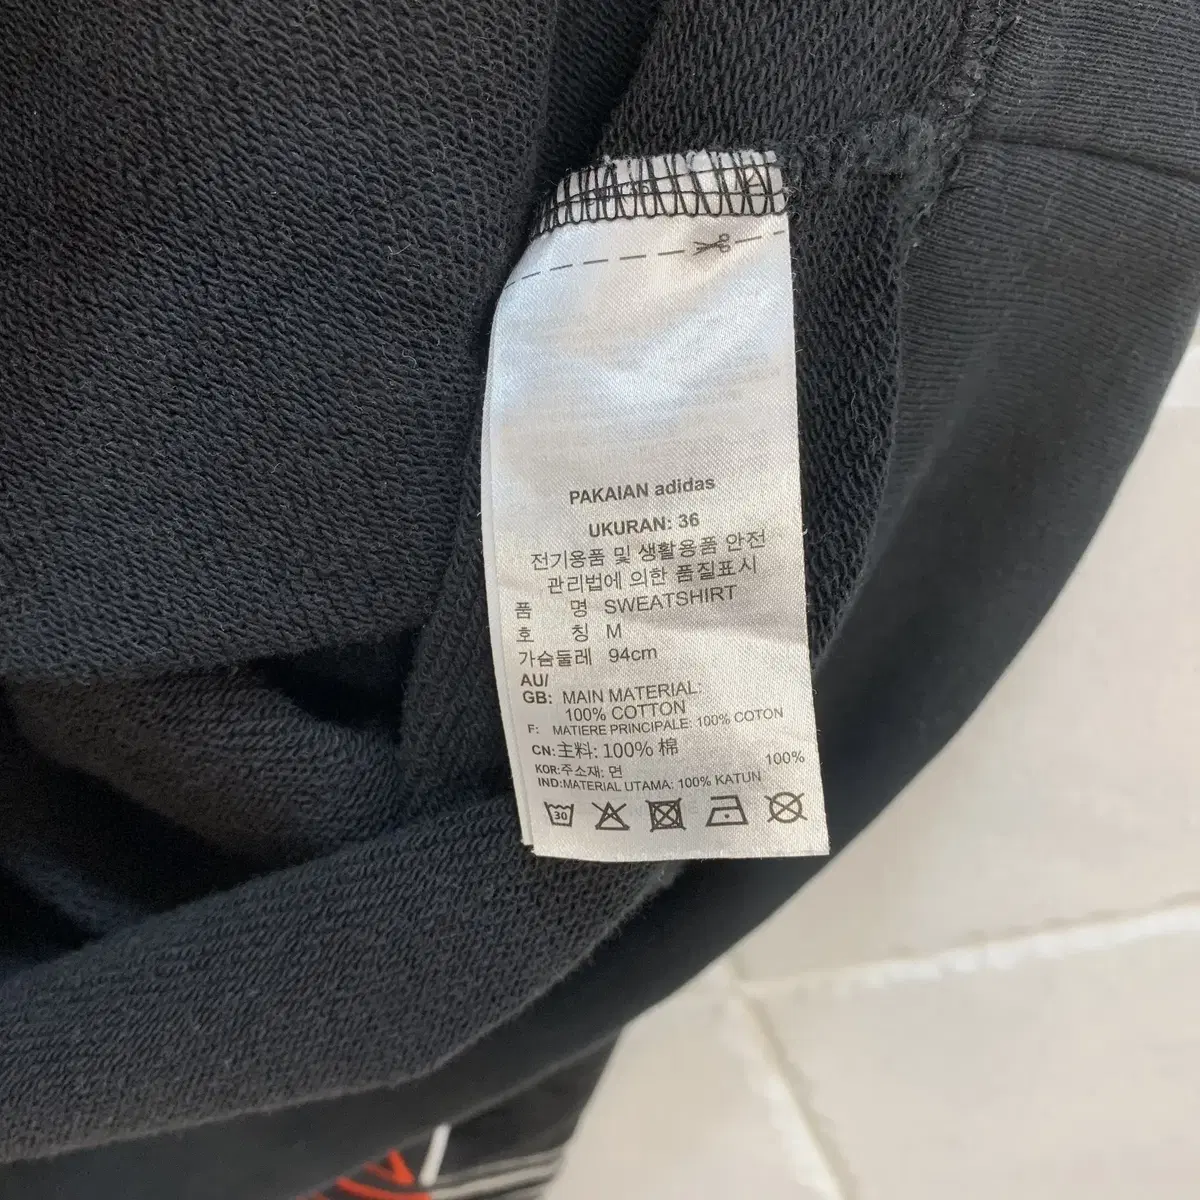 PAKAIAN adidas
UKURAN: 36
전기용품 및 생활용품 안전
관리법에 의한 품질표시
품 명 SWEATSHIRT
호 칭 M
가슴둘레 94cm
AU/
GB: MAIN MATERIAL:
100% COTTON
F: MATIERE PRINCIPALE: 100% COTON
CN:主料: 100% 棉
KOR:주소재: 면 100%
IND:MATERIAL UTAMA: 100% KATUN
30